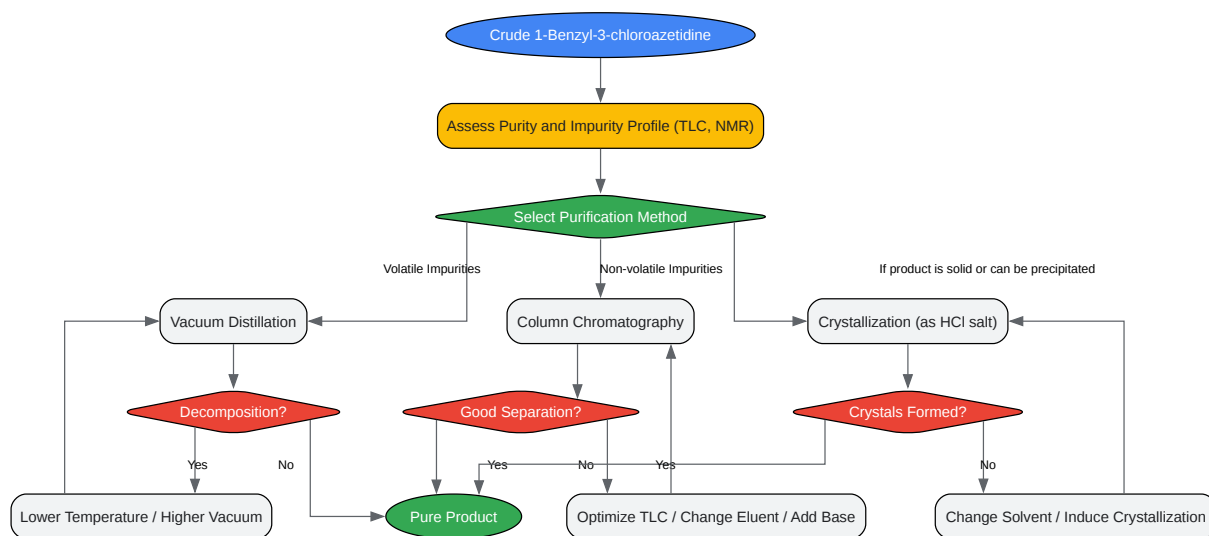 Crude 1-Benzyl-3-chloroazetidine
Assess Purity and Impurity Profile (TLC, NMR)
Select Purification Method
Volatile Impurities
Non-volatile Impurities
If product is solid or can be precipitated
Vacuum Distillation
Column Chromatography
Crystallization (as HCl salt)
Decomposition?
Good Separation?
Crystals Formed?
Yes
No
Yes
No
Yes
No
Lower Temperature / Higher Vacuum
Pure Product
Optimize TLC / Change Eluent / Add Base
Change Solvent / Induce Crystallization